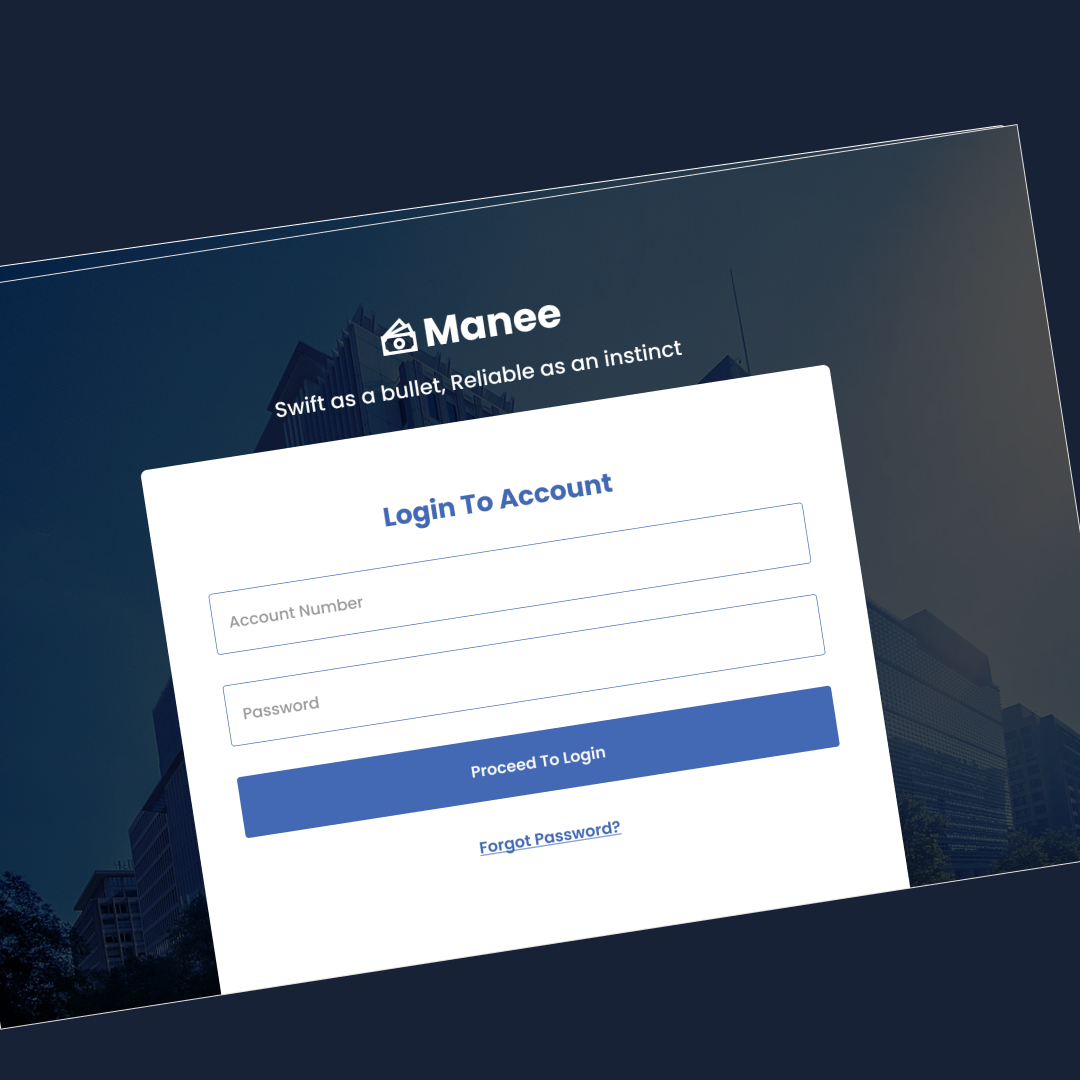 Manee
Swift as a bullet, Reliable as an instinct
Login To Account
Account Number
Password
Proceed To Login
Forgot Password?